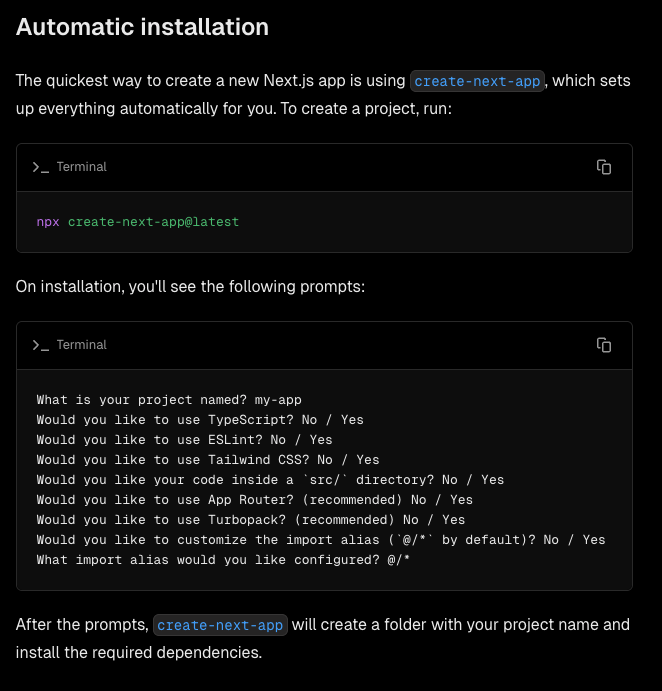 Automatic installation
The quickest way to create a new Next.js app is using create-next-app, which sets
up everything automatically for you. To create a project, run:
>_ Terminal
npx create-next-app@latest
On installation, you'll see the following prompts:
>_ Terminal
What is your project named? my-app
Would you like to use TypeScript? No / Yes
Would you like to use ESLint? No / Yes
Would you like to use Tailwind CSS? No / Yes
Would you like your code inside a `src/` directory? No / Yes
Would you like to use App Router? (recommended) No / Yes
Would you like to use Turbopack? (recommended) No / Yes
Would you like to customize the import alias (`@/*` by default)? No / Yes
What import alias would you like configured? @/*
After the prompts, create-next-app will create a folder with your project name and
install the required dependencies.